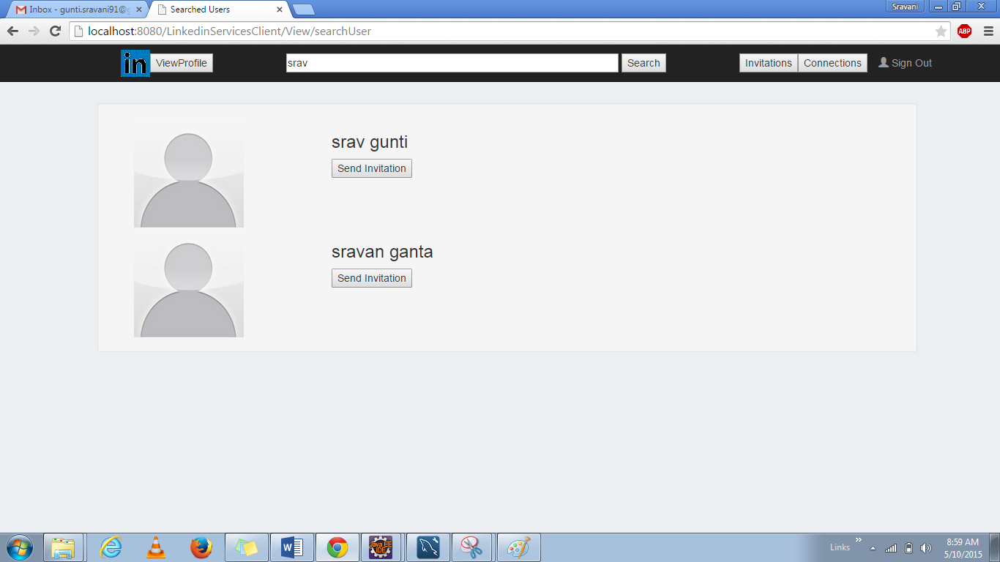 Inbox - gunti.sravani91@g
Searched Users
Sravani
localhost:8080/LinkedinServicesClient/View/searchUser
ABP
in
ViewProfile
srav
Search
Invitations
Connections
Sign Out
srav gunti
Send Invitation
sravan ganta
Send Invitation
W
Java EE
IDE
Links
8:59 AM
5/10/2015